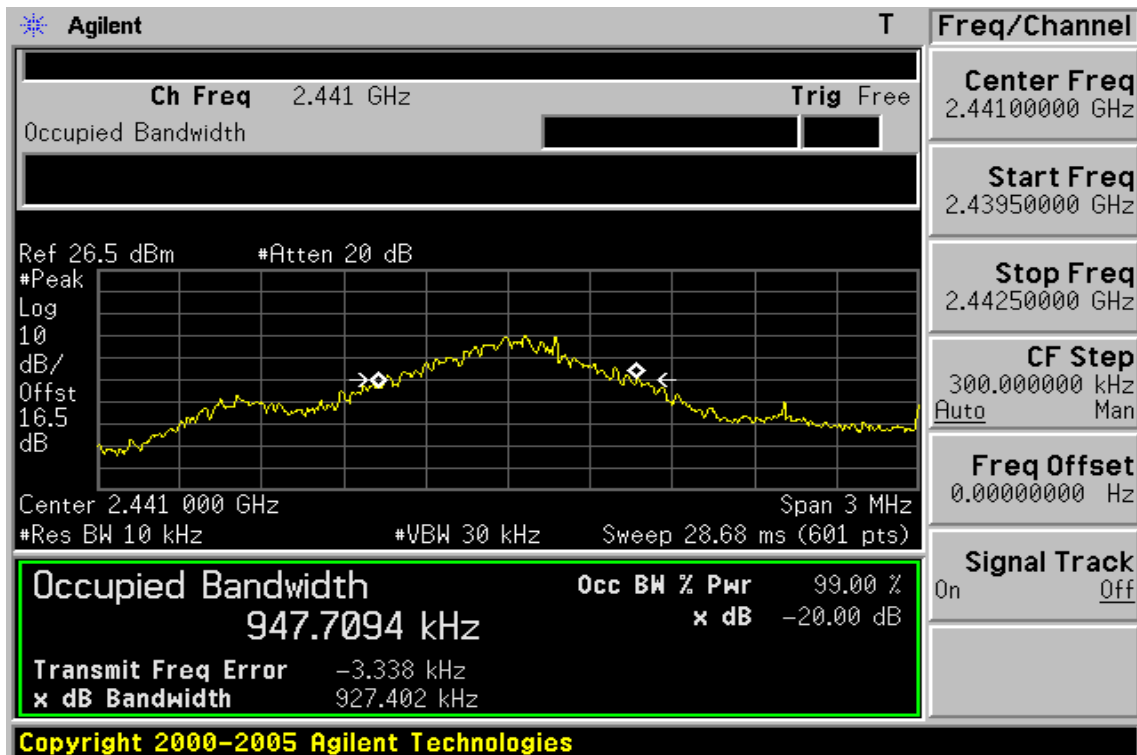 Agilent T
Ch Freq 2.441 GHz Trig Free
Occupied Bandwidth
Ref 26.5 dBm #Atten 20 dB
#Peak
Log
10
dB/
Offst
16.5
dB
Center 2.441 000 GHz Span 3 MHz
#Res BW 10 kHz #VBW 30 kHz Sweep 28.68 ms (601 pts)
Occupied Bandwidth
947.7094 kHz
Occ BW % Pwr 99.00 %
x dB -20.00 dB
Transmit Freq Error -3.338 kHz
x dB Bandwidth 927.402 kHz
Copyright 2000-2005 Agilent Technologies
Freq/Channel
Center Freq
2.44100000 GHz
Start Freq
2.43950000 GHz
Stop Freq
2.44250000 GHz
CF Step
300.000000 kHz
Auto Man
Freq Offset
0.00000000 Hz
Signal Track
On Off